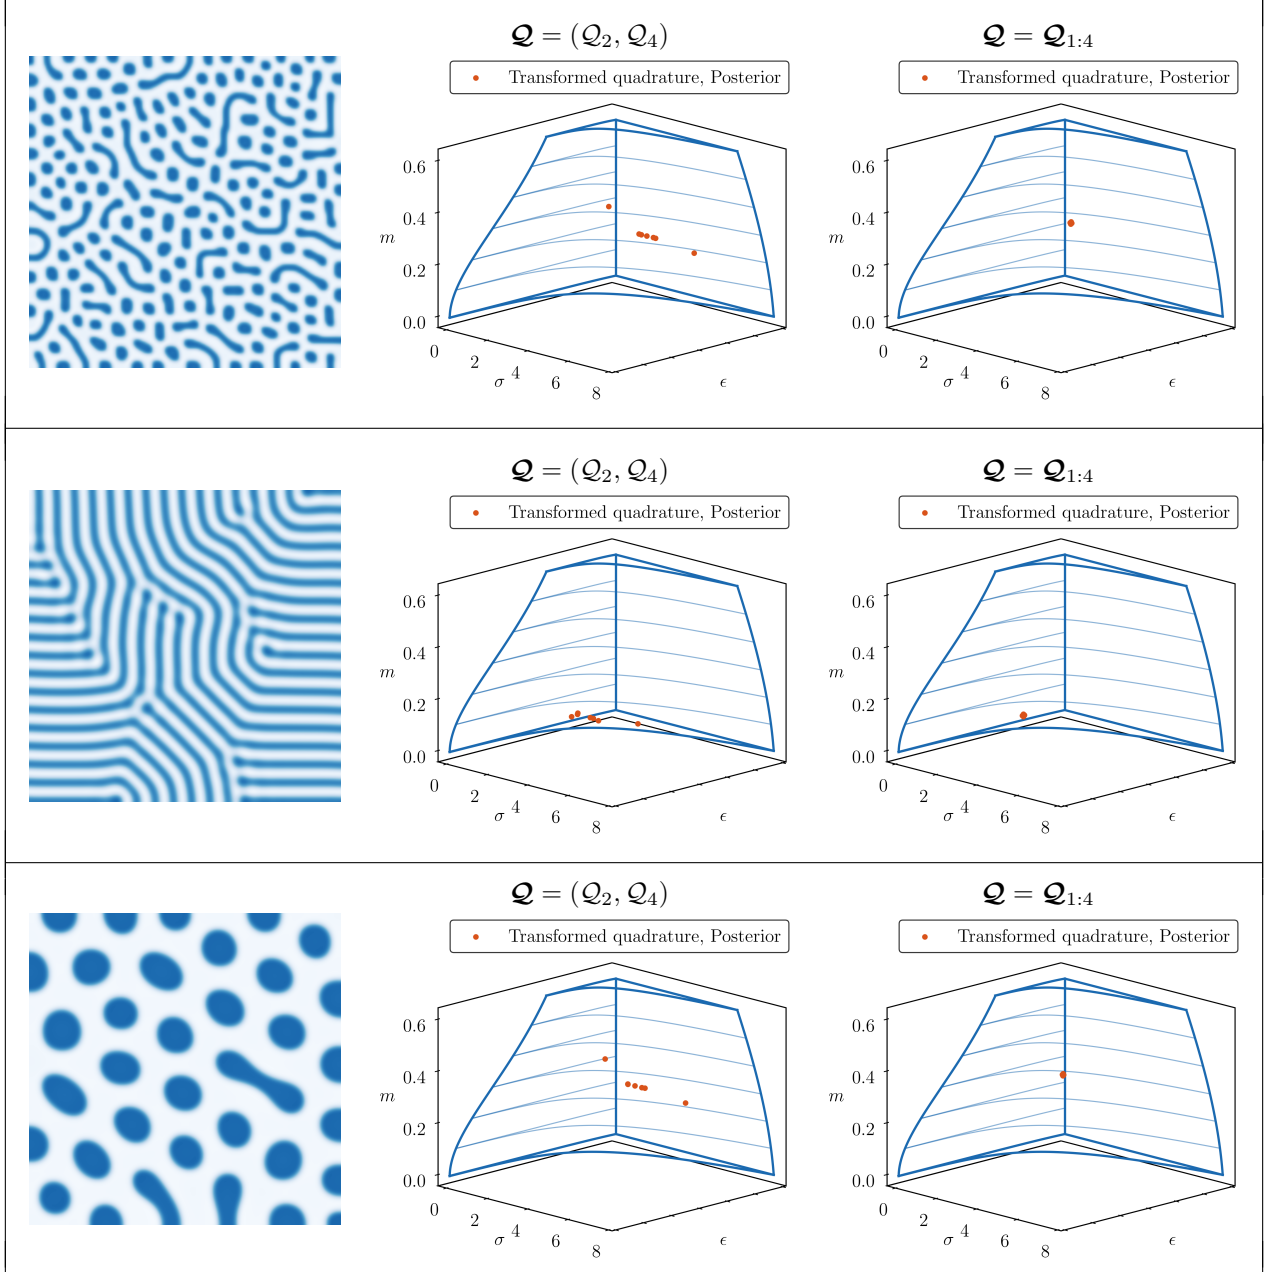 𝓠 = (𝒬₂, 𝒬₄)
Transformed quadrature, Posterior
0.6
0.4
m
0.2
0.0
0
2
σ
4
6
8
ϵ
𝓠 = 𝓠₁:₄
Transformed quadrature, Posterior
0.6
0.4
m
0.2
0.0
0
2
σ
4
6
8
ϵ
𝓠 = (𝒬₂, 𝒬₄)
Transformed quadrature, Posterior
0.6
0.4
m
0.2
0.0
0
2
σ
4
6
8
ϵ
𝓠 = 𝓠₁:₄
Transformed quadrature, Posterior
0.6
0.4
m
0.2
0.0
0
2
σ
4
6
8
ϵ
𝓠 = (𝒬₂, 𝒬₄)
Transformed quadrature, Posterior
0.6
0.4
m
0.2
0.0
0
2
σ
4
6
8
ϵ
𝓠 = 𝓠₁:₄
Transformed quadrature, Posterior
0.6
0.4
m
0.2
0.0
0
2
σ
4
6
8
ϵ